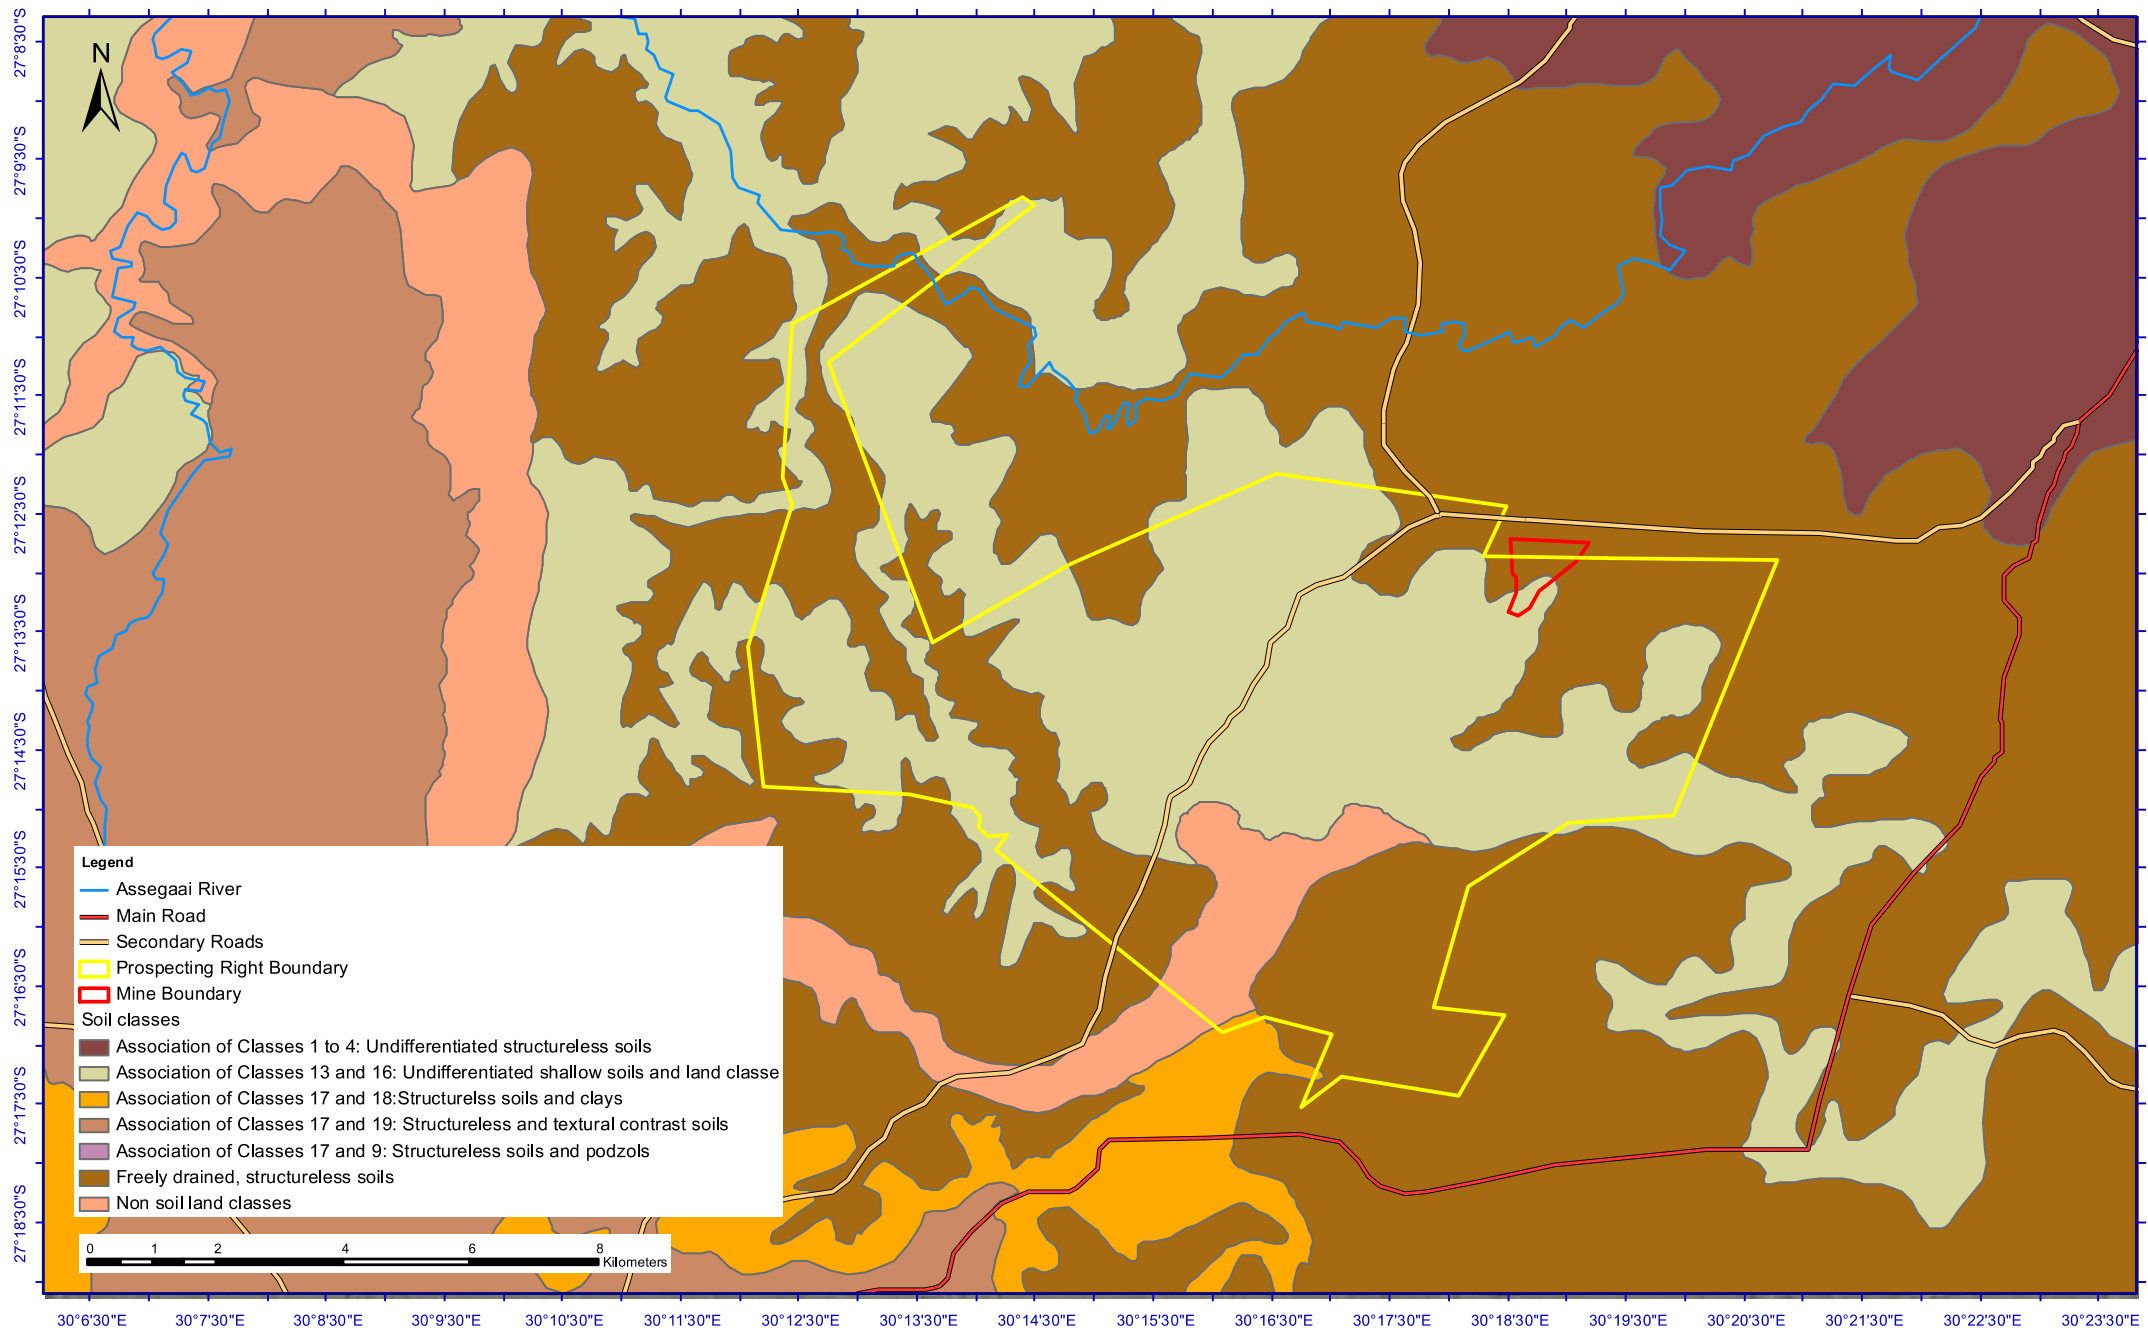 N
Legend
Assegaai River
Main Road
Secondary Roads
Prospecting Right Boundary
Mine Boundary
Soil classes
Association of Classes 1 to 4: Undifferentiated structureless soils
Association of Classes 13 and 16: Undifferentiated shallow soils and land classe
Association of Classes 17 and 18:Structurelss soils and clays
Association of Classes 17 and 19: Structureless and textural contrast soils
Association of Classes 17 and 9: Structureless soils and podzols
Freely drained, structureless soils
Non soil land classes
0 1 2 4 6 8
Kilometers
27°8'30"S
27°9'30"S
27°10'30"S
27°11'30"S
27°12'30"S
27°13'30"S
27°14'30"S
27°15'30"S
27°16'30"S
27°17'30"S
27°18'30"S
30°6'30"E 30°7'30"E 30°8'30"E 30°9'30"E 30°10'30"E 30°11'30"E 30°12'30"E 30°13'30"E 30°14'30"E 30°15'30"E 30°16'30"E 30°17'30"E 30°18'30"E 30°19'30"E 30°20'30"E 30°21'30"E 30°22'30"E 30°23'30"E